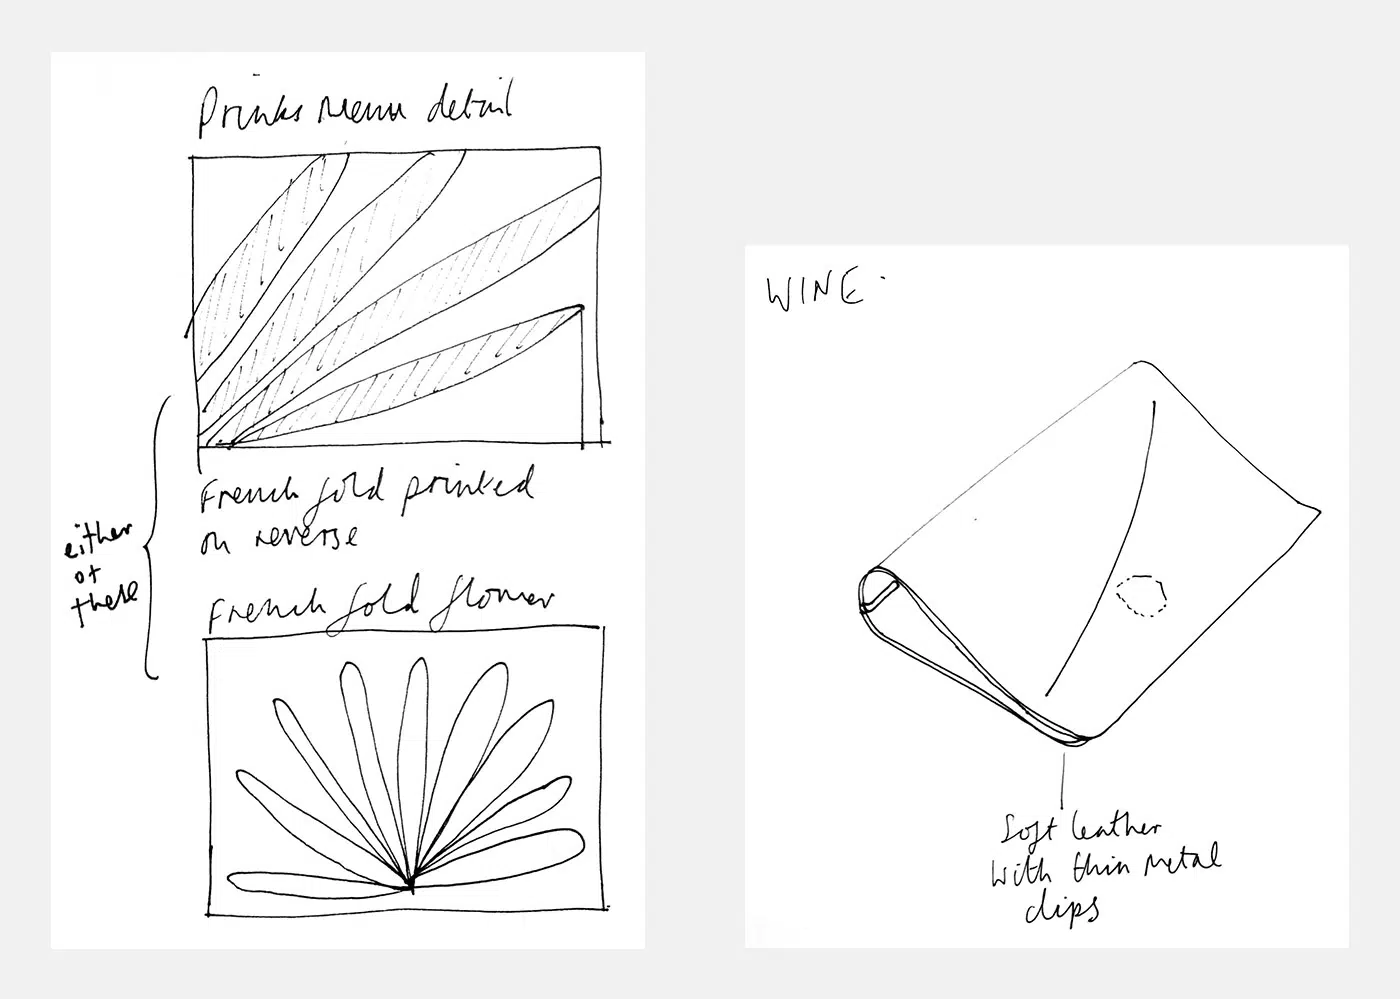 Drinks Menu detail
French fold printed
on reverse
either
of
these
French fold flower
WINE.
Soft leather
with thin metal
clips